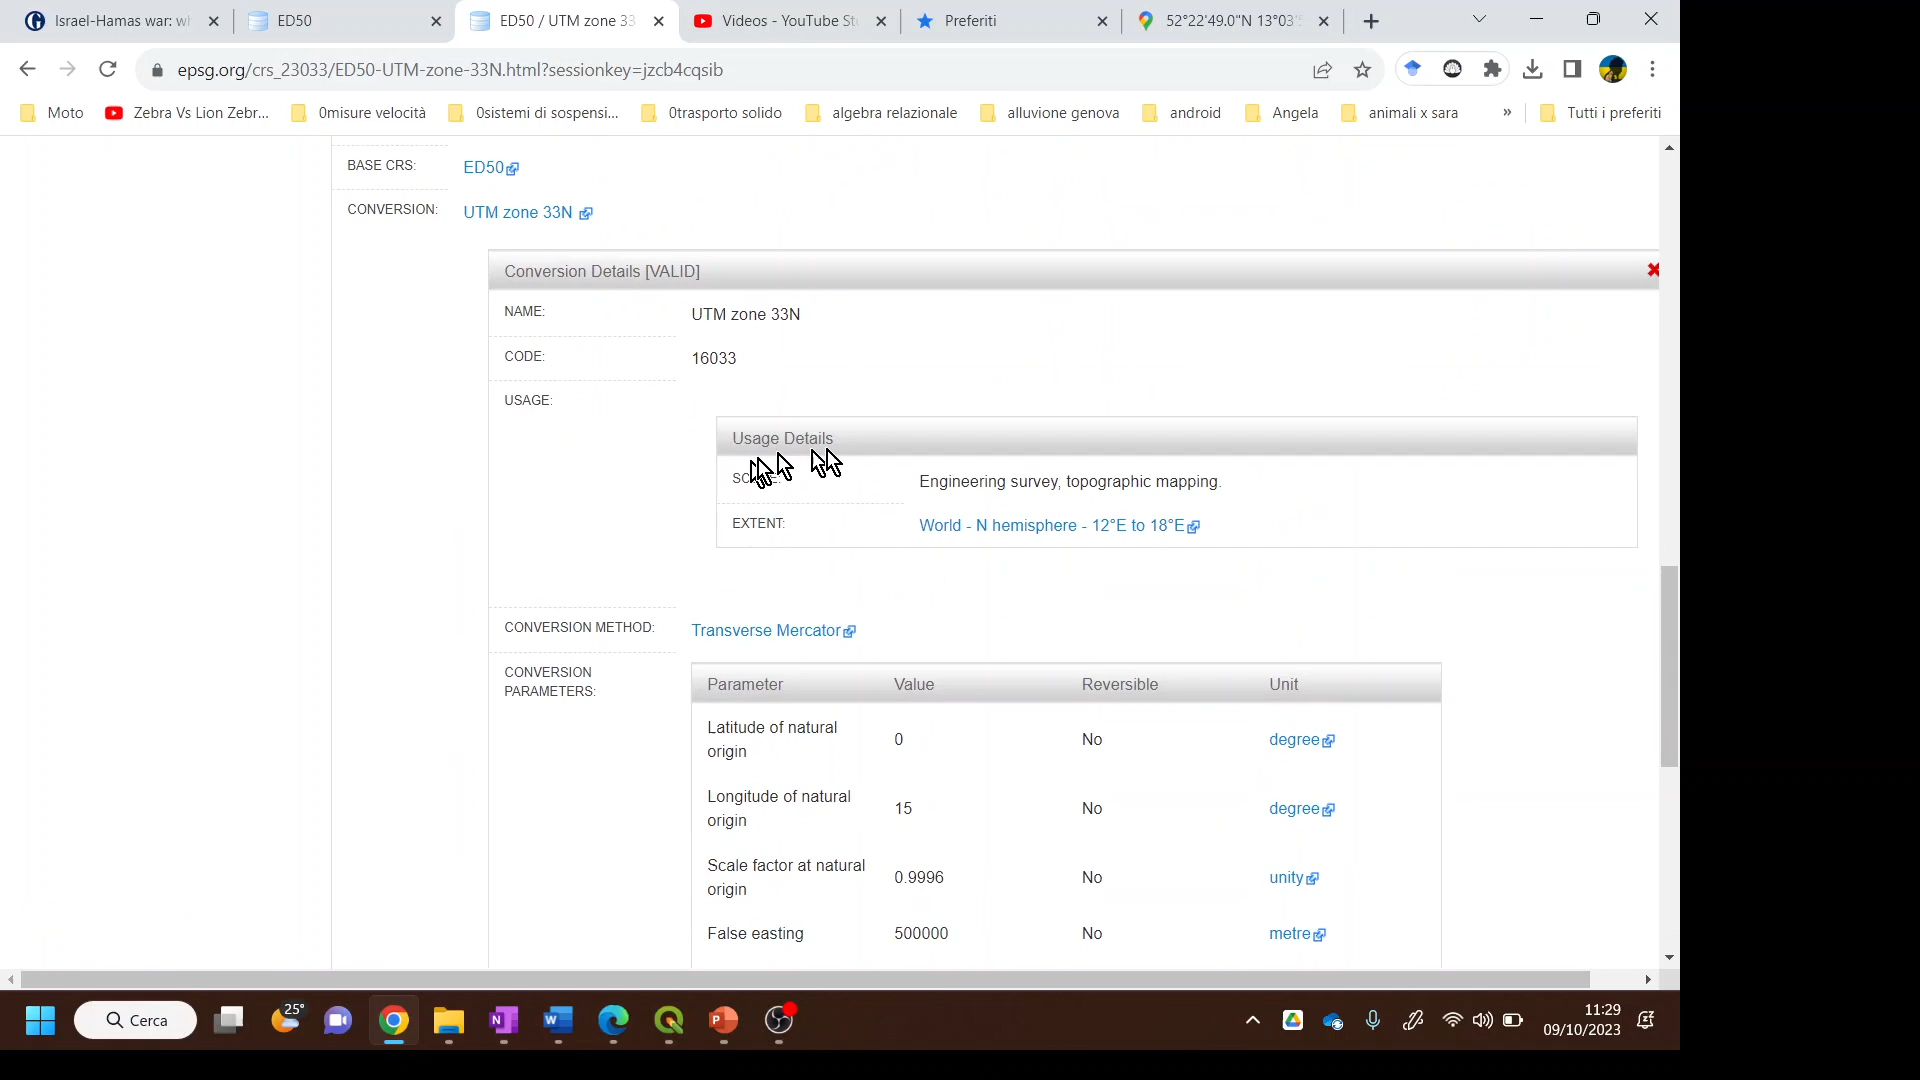 Israel-Hamas war: wh
ED50
ED50 / UTM zone 33
Videos - YouTube St
Preferiti
52°22'49.0"N 13°03'5
epsg.org/crs_23033/ED50-UTM-zone-33N.html?sessionkey=jzcb4cqsib
Moto
Zebra Vs Lion Zebr...
0misure velocità
0sistemi di sospensi...
0trasporto solido
algebra relazionale
alluvione genova
android
Angela
animali x sara
»
Tutti i preferiti
BASE CRS:
ED50
CONVERSION:
UTM zone 33N
Conversion Details [VALID]
NAME:
UTM zone 33N
CODE:
16033
USAGE:
Usage Details
Engineering survey, topographic mapping.
EXTENT:
World - N hemisphere - 12°E to 18°E
CONVERSION METHOD:
Transverse Mercator
CONVERSION
PARAMETERS:
Parameter Value Reversible Unit
Latitude of natural
origin
0 No degree
Longitude of natural
origin
15 No degree
Scale factor at natural
origin
0.9996 No unity
False easting 500000 No metre
Cerca
25°
11:29
09/10/2023